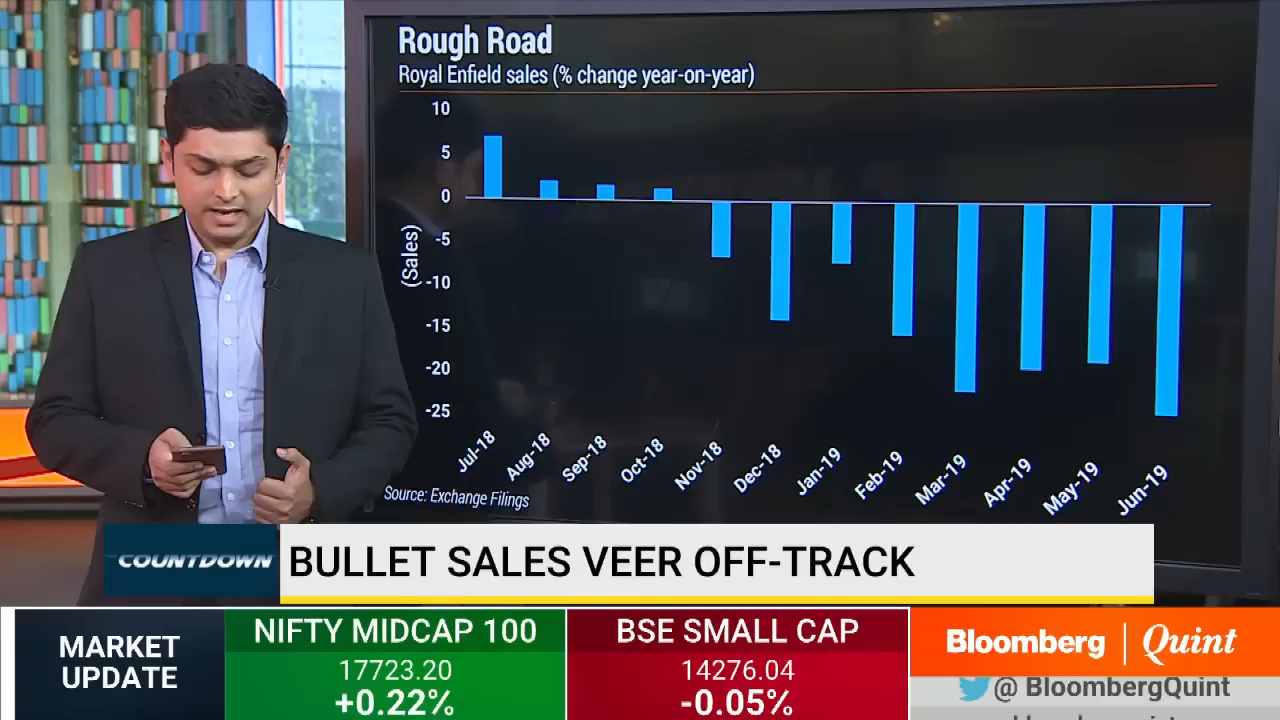 Rough Road
Royal Enfield sales (% change year-on-year)
10
5
0
-5
-10
-15
-20
-25
(Sales)
Jul-18
Aug-18
Sep-18
Oct-18
Nov-18
Dec-18
Jan-19
Feb-19
Mar-19
Apr-19
May-19
Jun-19
Source: Exchange Filings
COUNTDOWN
BULLET SALES VEER OFF-TRACK
MARKET
UPDATE
NIFTY MIDCAP 100
17723.20
+0.22%
BSE SMALL CAP
14276.04
-0.05%
Bloomberg | Quint
@ BloombergQuint